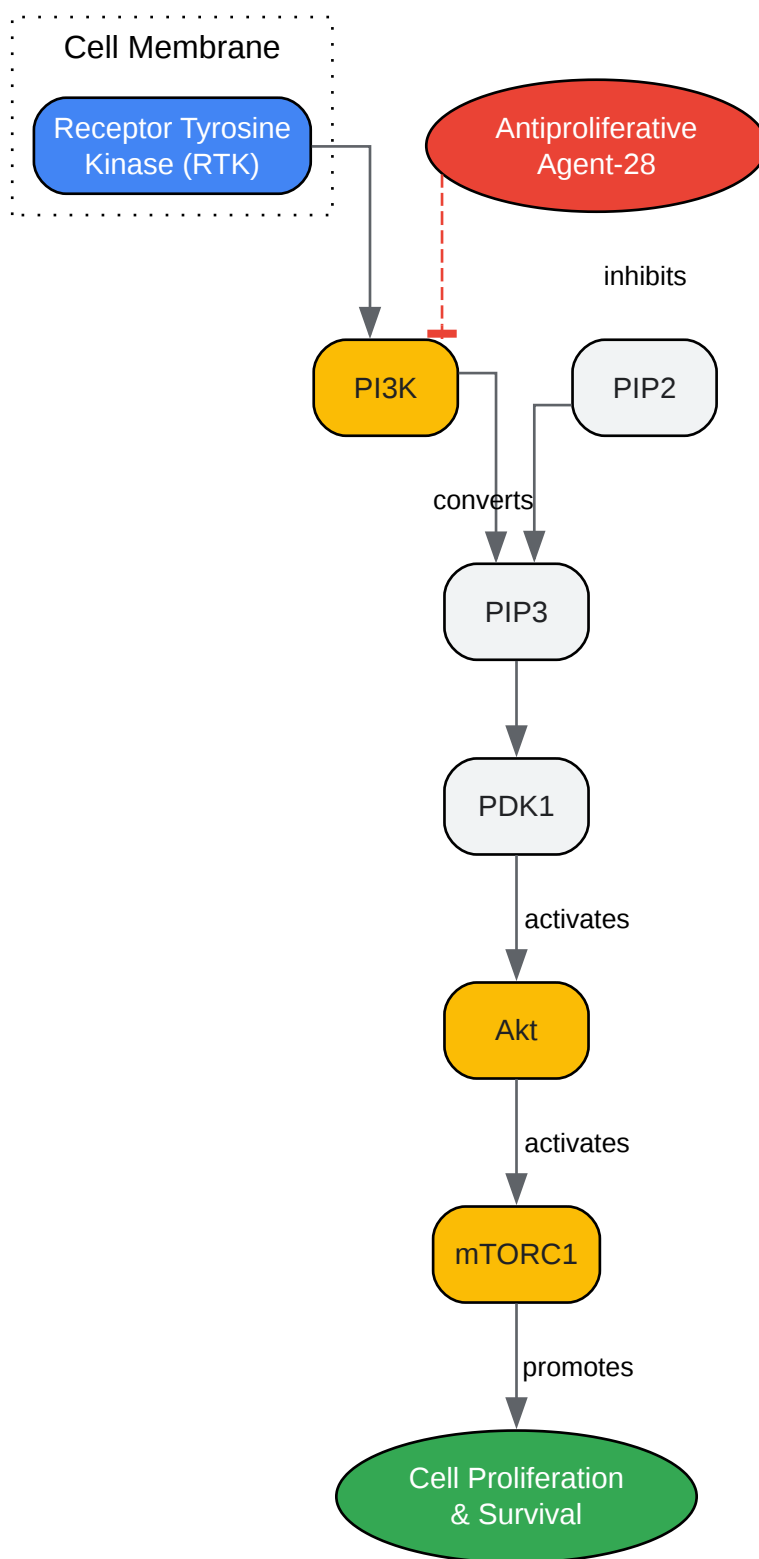 Cell Membrane
Receptor Tyrosine
Kinase (RTK)
Antiproliferative
Agent-28
inhibits
PI3K
PIP2
converts
PIP3
PDK1
activates
Akt
activates
mTORC1
promotes
Cell Proliferation
& Survival